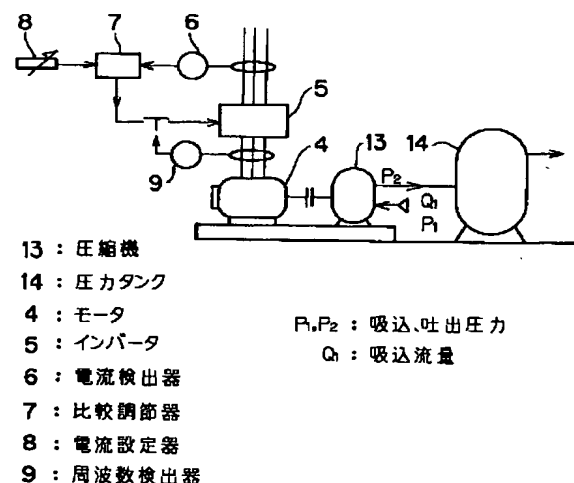 8
7
6
5
4
13
14
9
P₂
Q₁
P₁
13 : 圧縮機
14 : 圧力タンク
4 : モータ
5 : インバータ
6 : 電流検出器
7 : 比較調節器
8 : 電流設定器
9 : 周波数検出器
P₁,P₂ : 吸込、吐出圧力
Q₁ : 吸込流量